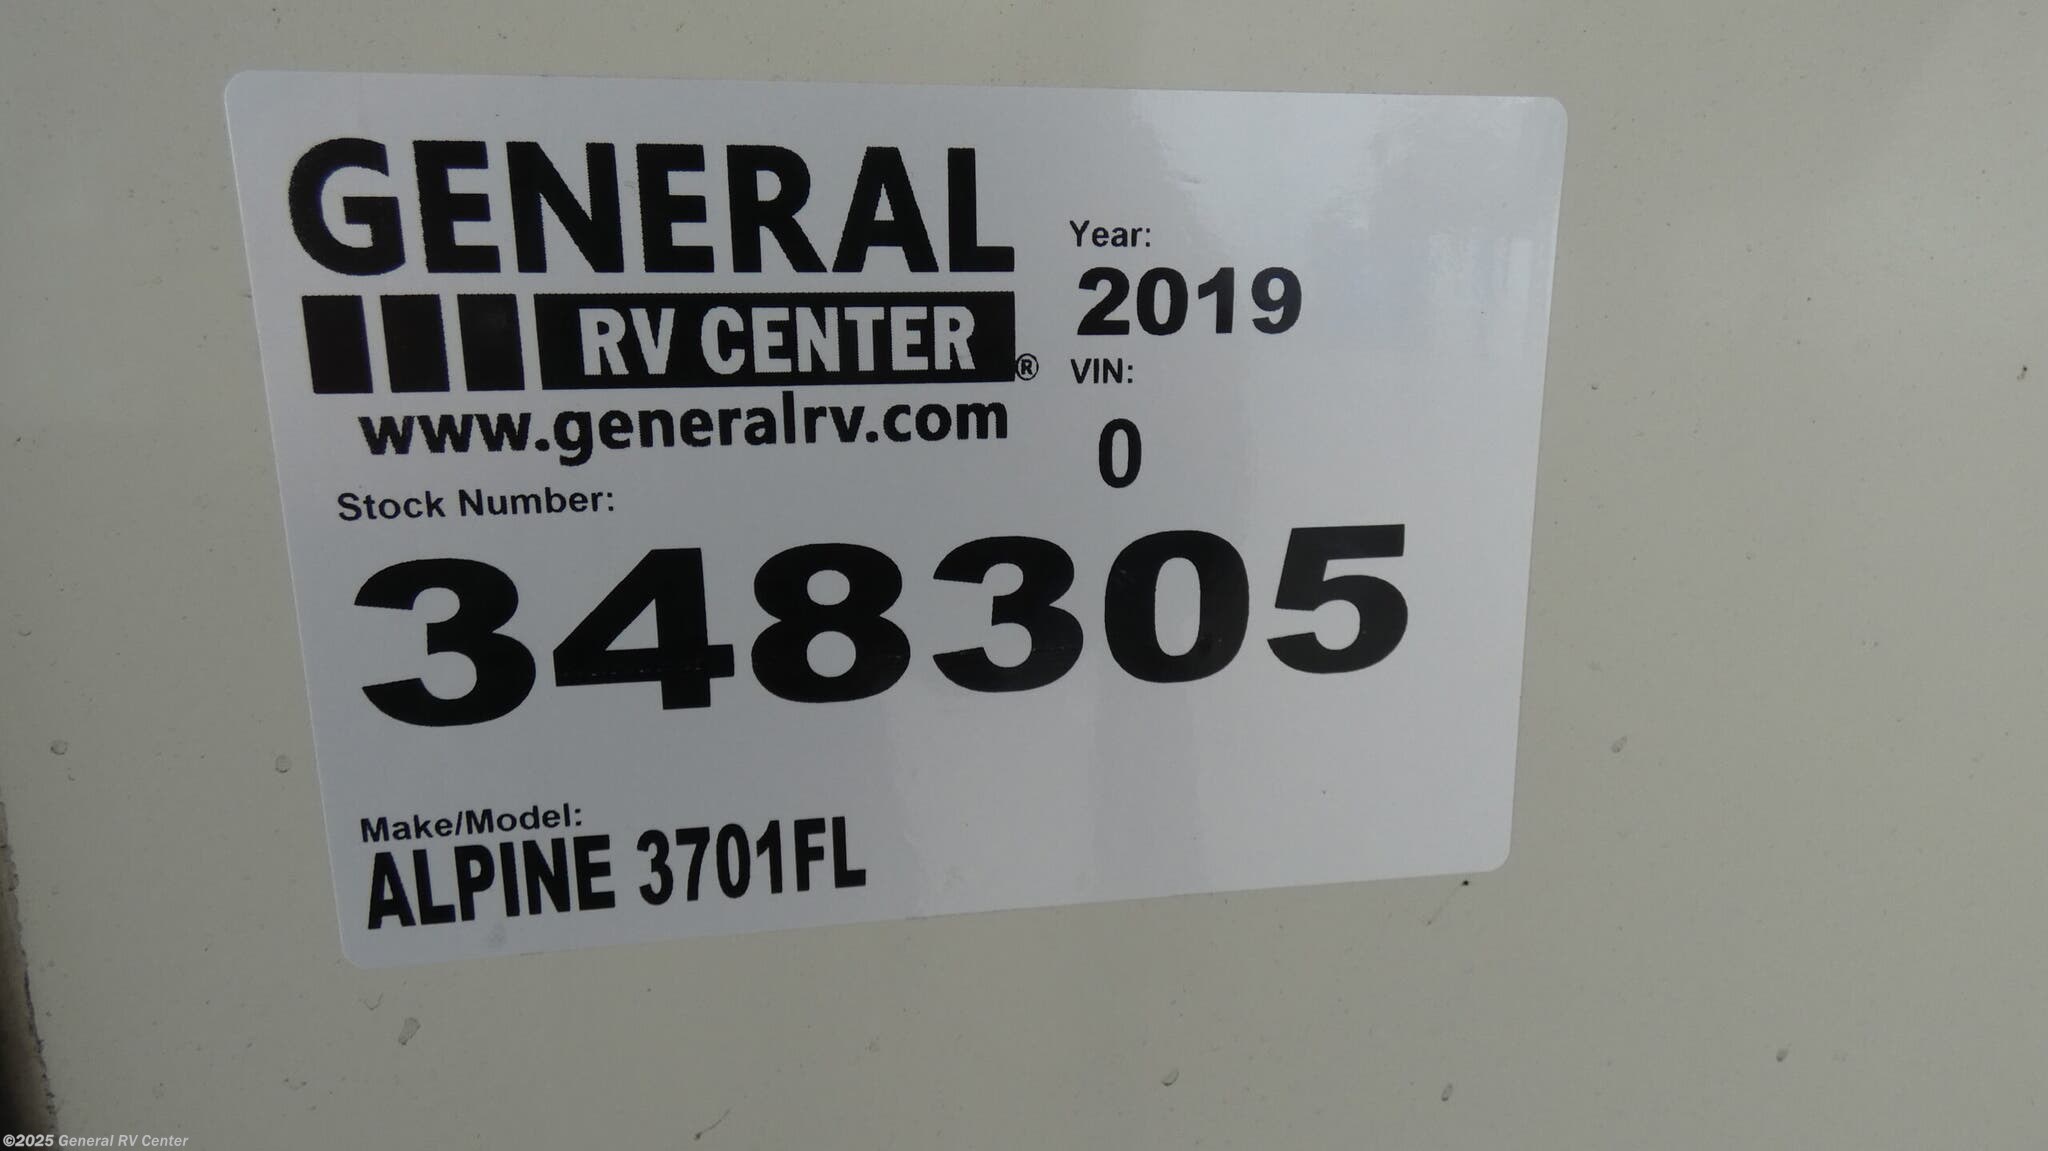 GENERAL
RV CENTER®
www.generalrv.com
Year:
2019
VIN:
0
Stock Number:
348305
Make/Model:
ALPINE 3701FL
©2025 General RV Center